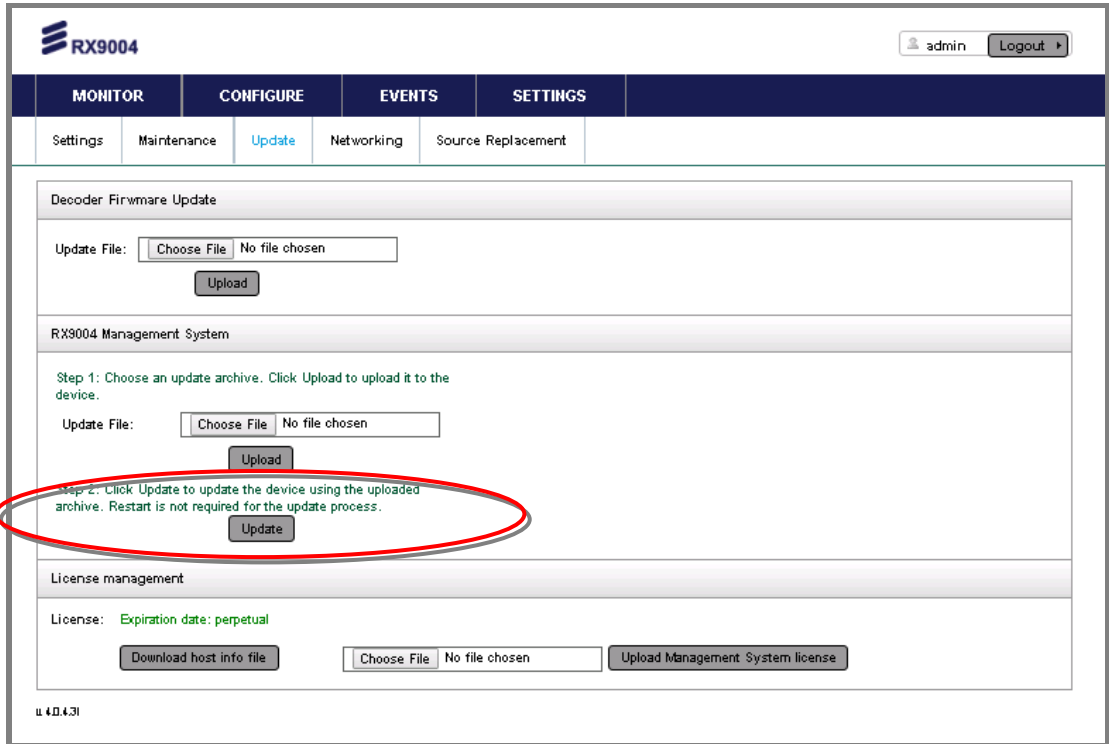 RX9004
admin Logout
MONITOR CONFIGURE EVENTS SETTINGS
Settings Maintenance Update Networking Source Replacement
Decoder Firwmare Update
Update File: Choose File No file chosen
Upload
RX9004 Management System
Step 1: Choose an update archive. Click Upload to upload it to the
device.
Update File: Choose File No file chosen
Upload
Step 2: Click Update to update the device using the uploaded
archive. Restart is not required for the update process.
Update
License management
License: Expiration date: perpetual
Download host info file Choose File No file chosen Upload Management System license